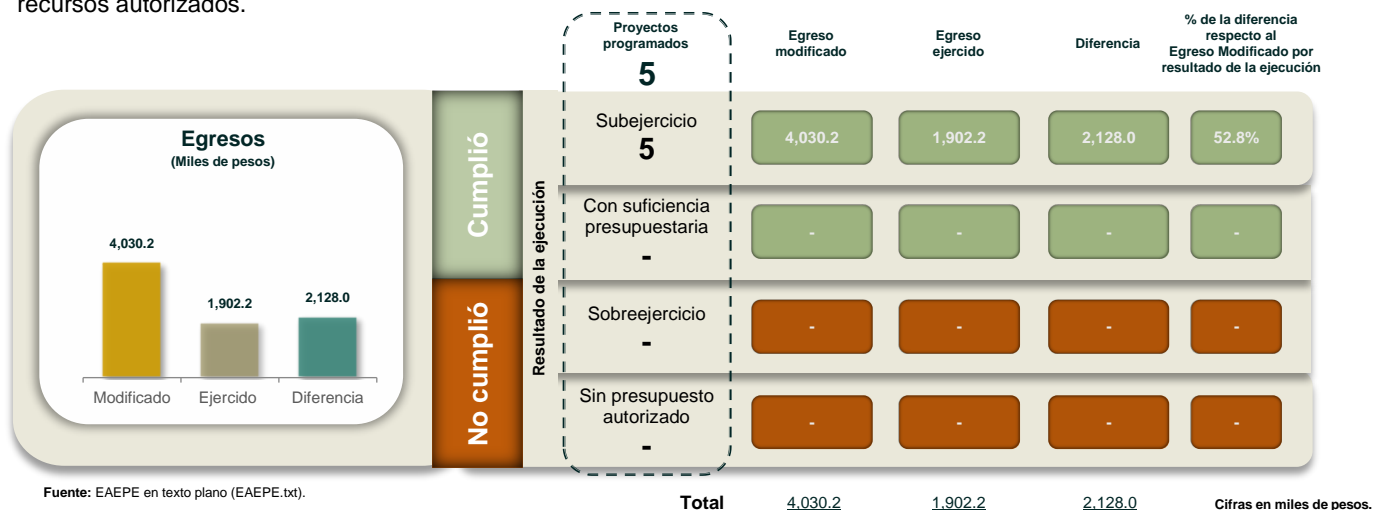 recursos autorizados.
Proyectos
programados
5
Egreso
modificado
Egreso
ejercido
Diferencia
% de la diferencia
respecto al
Egreso Modificado por
resultado de la ejecución
Egresos
(Miles de pesos)
4,030.2
1,902.2
2,128.0
Modificado
Ejercido
Diferencia
Cumplió
No cumplió
Resultado de la ejecución
Subejercicio
5
4,030.2
1,902.2
2,128.0
52.8%
Con suficiencia
presupuestaria
-
-
-
-
-
Sobreejercicio
-
-
-
-
-
Sin presupuesto
autorizado
-
-
-
-
-
Fuente: EAEPE en texto plano (EAEPE.txt).
Total
4,030.2
1,902.2
2,128.0
Cifras en miles de pesos.